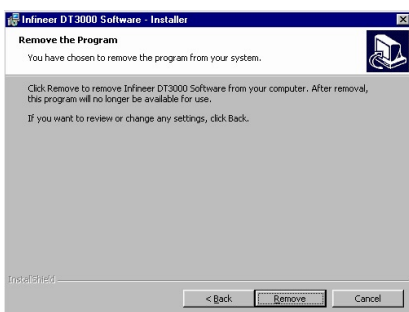 Infineer DT3000 Software - Installer
Remove the Program
You have chosen to remove the program from your system.
Click Remove to remove Infineer DT3000 Software from your computer. After removal,
this program will no longer be available for use.
If you want to review or change any settings, click Back.
InstallShield
< Back Remove Cancel